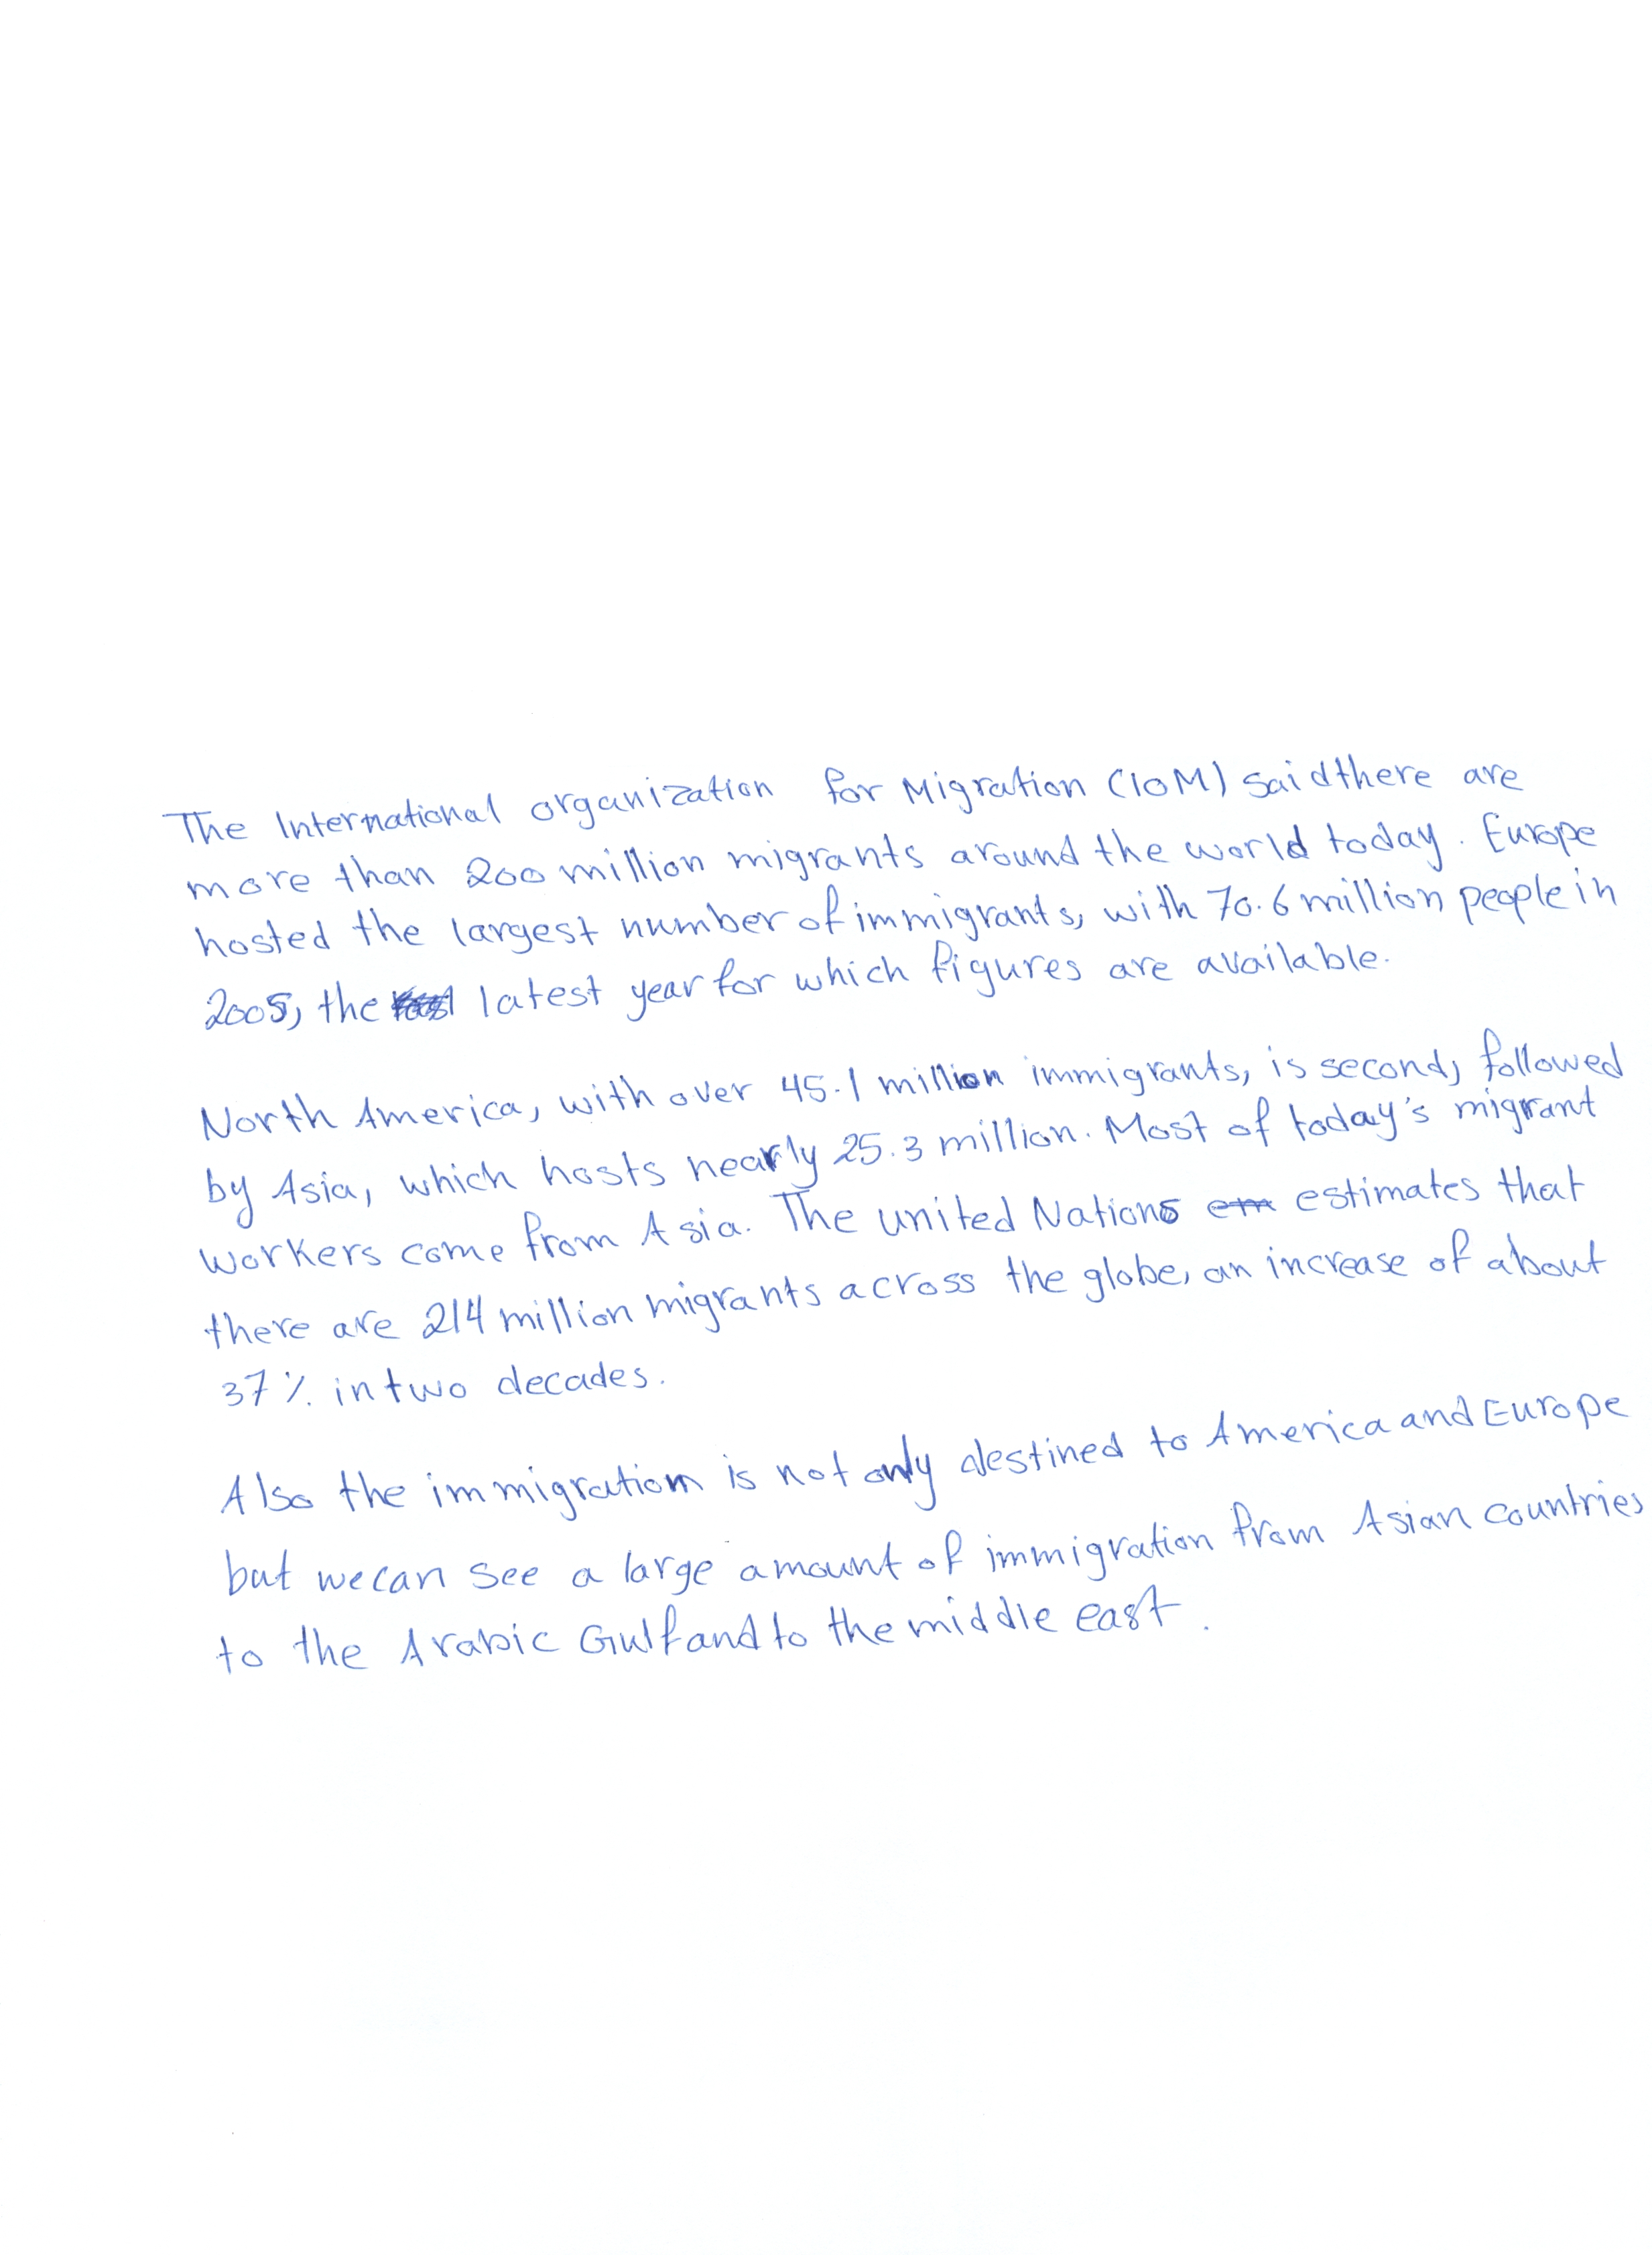 The International organization for Migration (IOM) said there are
more than 200 million migrants around the world today. Europe
hosted the largest number of immigrants, with 70.6 million people in
2005, the latest year for which figures are available.
North America, with over 45.1 million immigrants, is second, followed
by Asia, which hosts nearly 25.3 million. Most of today's migrant
workers come from Asia. The united Nations estimates that
there are 214 million migrants across the globe, an increase of about
37% in two decades.
Also the immigration is not only destined to America and Europe
but we can see a large amount of immigration from Asian countries
to the Arabic Gulf and to the middle east.